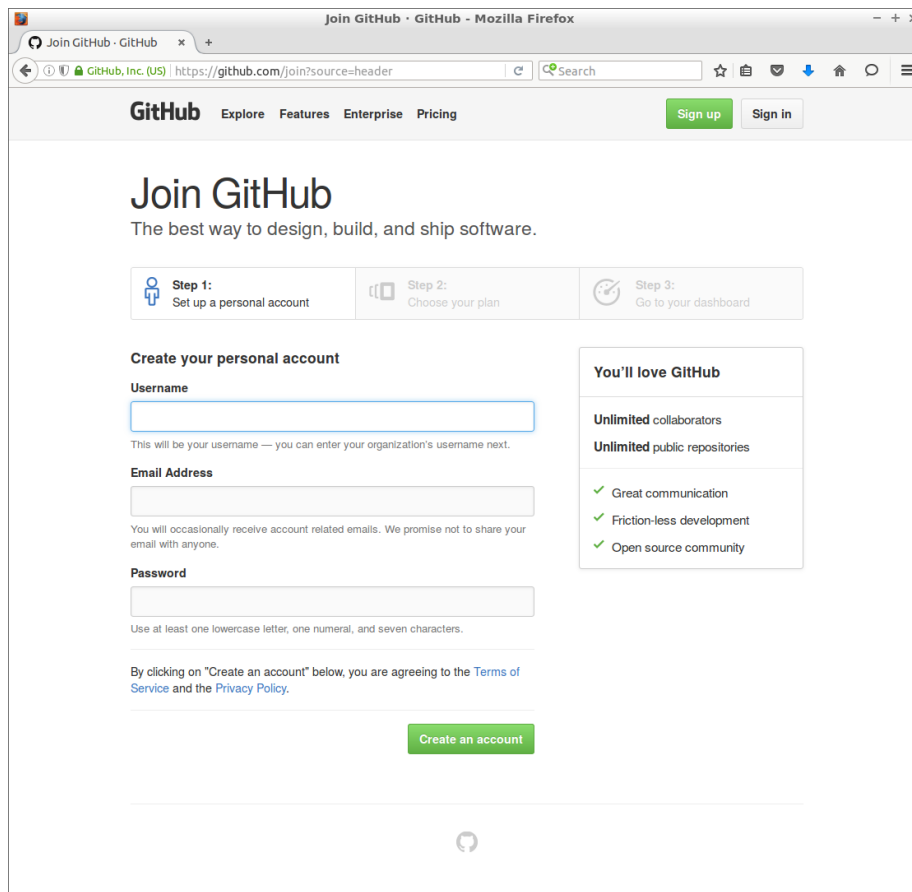 Join GitHub · GitHub - Mozilla Firefox
Join GitHub · GitHub
GitHub, Inc. (US) https://github.com/join?source=header Search
GitHub Explore Features Enterprise Pricing Sign up Sign in
Join GitHub
The best way to design, build, and ship software.
Step 1:
Set up a personal account
Step 2:
Choose your plan
Step 3:
Go to your dashboard
Create your personal account
Username
This will be your username — you can enter your organization's username next.
Email Address
You will occasionally receive account related emails. We promise not to share your
email with anyone.
Password
Use at least one lowercase letter, one numeral, and seven characters.
By clicking on "Create an account" below, you are agreeing to the Terms of
Service and the Privacy Policy.
Create an account
You'll love GitHub
Unlimited collaborators
Unlimited public repositories
Great communication
Friction-less development
Open source community